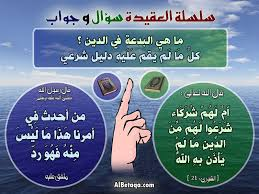 سلسلة العقيدة سؤال و جواب
ما هي البدعة في الدين ؟
كل ما لم يقم عليه دليل شرعي
قال الله تعالى :
أم لهم شركاء
شرعوا لهم من
الدين ما لم
يأذن به الله
[الشورى : 21]
قال رسول الله
صلى الله عليه وسلم
من أحدث في
أمرنا هذا ما ليس
منه فهو رد
متفق عليه
AlBetaqa.com